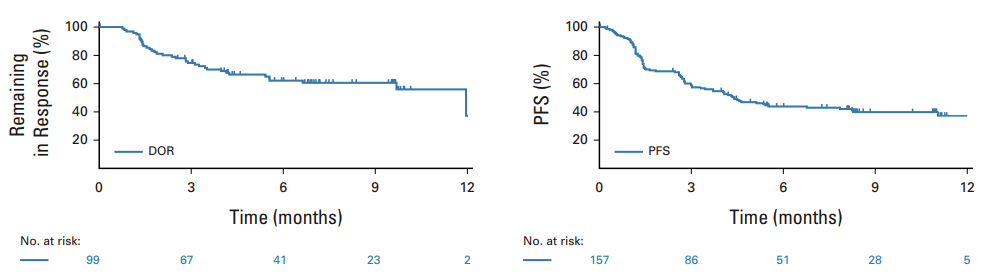 Remaining
in Response (%)
100
80
60
40
20
DOR
0 3 6 9 12
Time (months)
No. at risk:
99 67 41 23 2
PFS (%)
100
80
60
40
20
PFS
0 3 6 9 12
Time (months)
No. at risk:
157 86 51 28 5